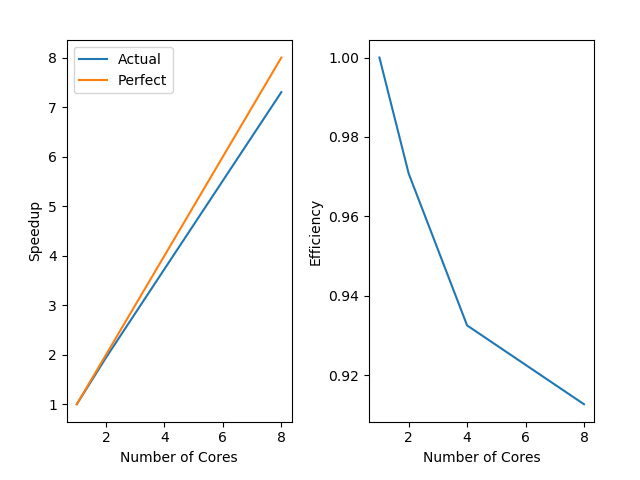 Actual
Perfect
8
7
6
5
4
3
2
1
Speedup
2 4 6 8
Number of Cores
1.00
0.98
0.96
0.94
0.92
Efficiency
2 4 6 8
Number of Cores